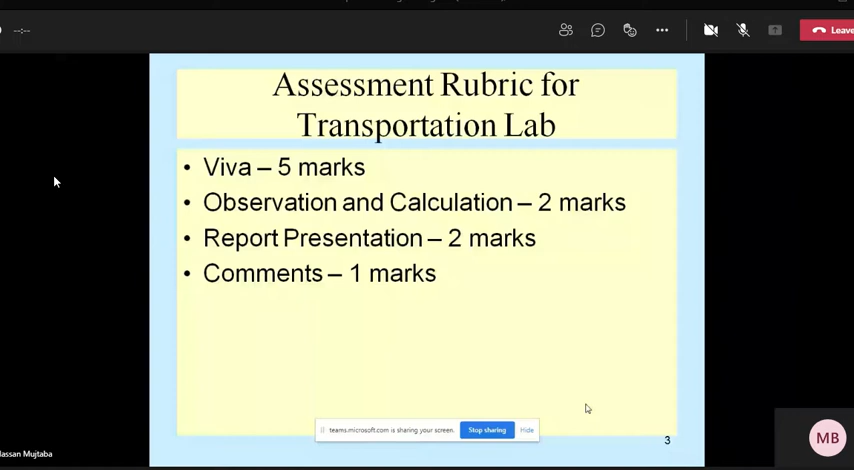 --:--
Leave
Assessment Rubric for
Transportation Lab
• Viva – 5 marks
• Observation and Calculation – 2 marks
• Report Presentation – 2 marks
• Comments – 1 marks
teams.microsoft.com is sharing your screen.
Stop sharing
Hide
3
MB
assan Mujtaba